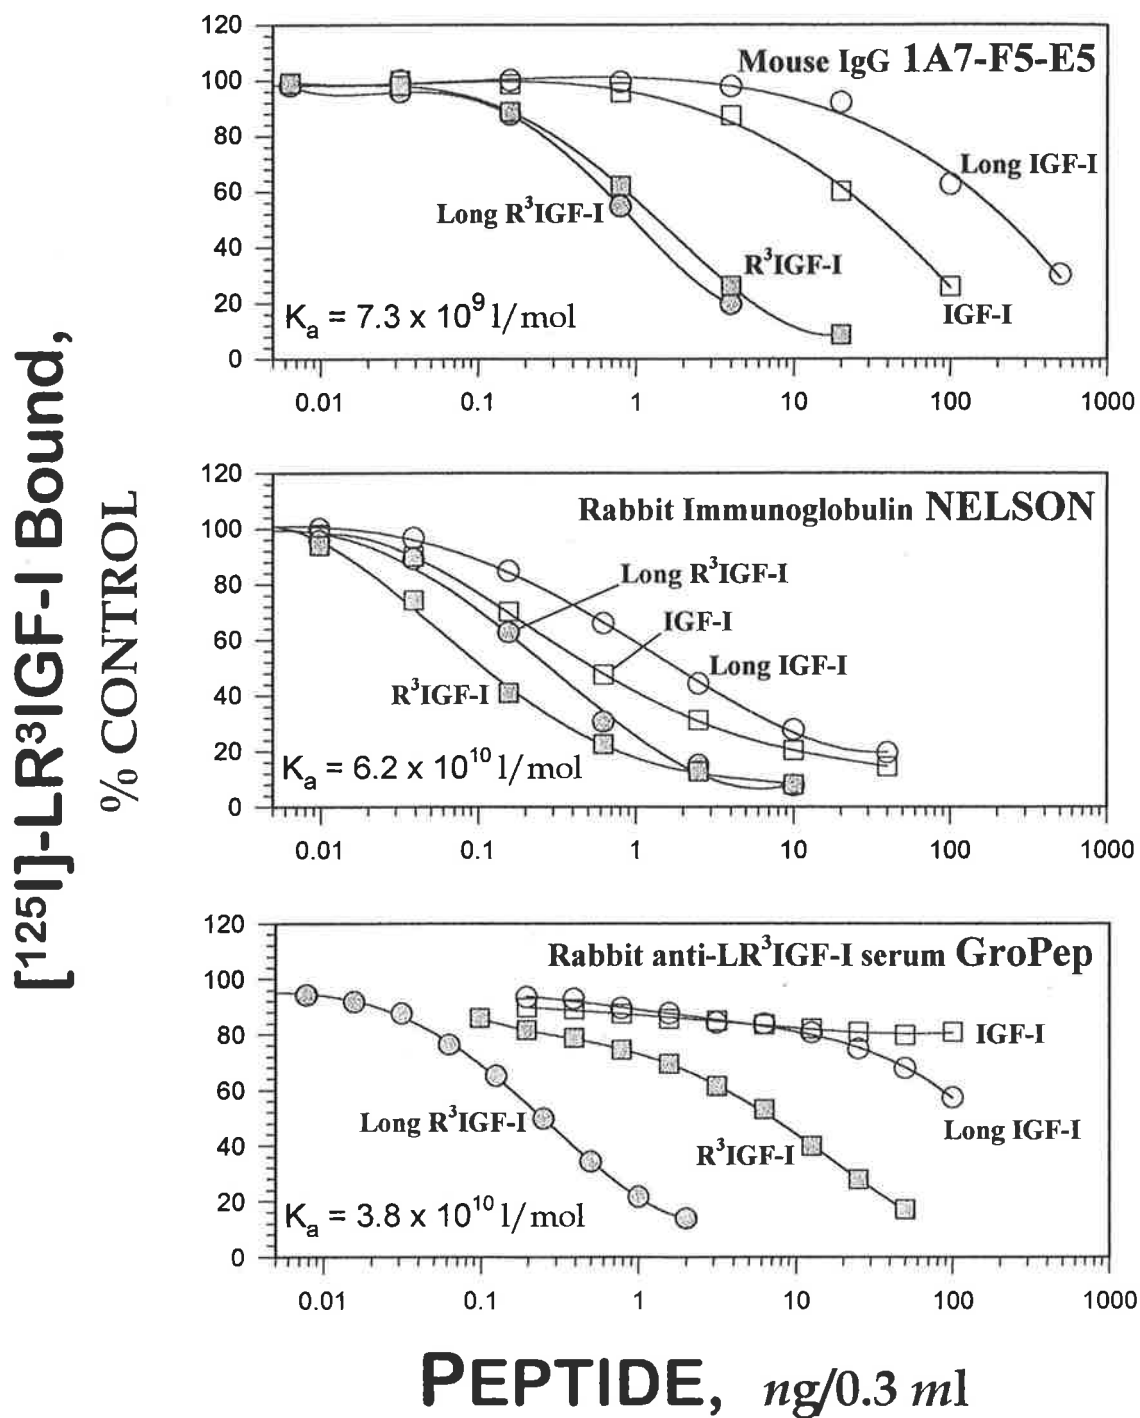 [¹²⁵I]-LR³IGF-I Bound,
% CONTROL
120
100
80
60
40
20
0
Mouse IgG 1A7-F5-E5
Long IGF-I
Long R³IGF-I
R³IGF-I
IGF-I
Kₐ = 7.3 x 10⁹ l/mol
0.01 0.1 1 10 100 1000
120
100
80
60
40
20
0
Rabbit Immunoglobulin NELSON
Long R³IGF-I
IGF-I
Long IGF-I
R³IGF-I
Kₐ = 6.2 x 10¹⁰ l/mol
0.01 0.1 1 10 100 1000
120
100
80
60
40
20
0
Rabbit anti-LR³IGF-I serum GroPep
IGF-I
Long R³IGF-I
Long IGF-I
R³IGF-I
Kₐ = 3.8 x 10¹⁰ l/mol
0.01 0.1 1 10 100 1000
PEPTIDE, ng/0.3 ml